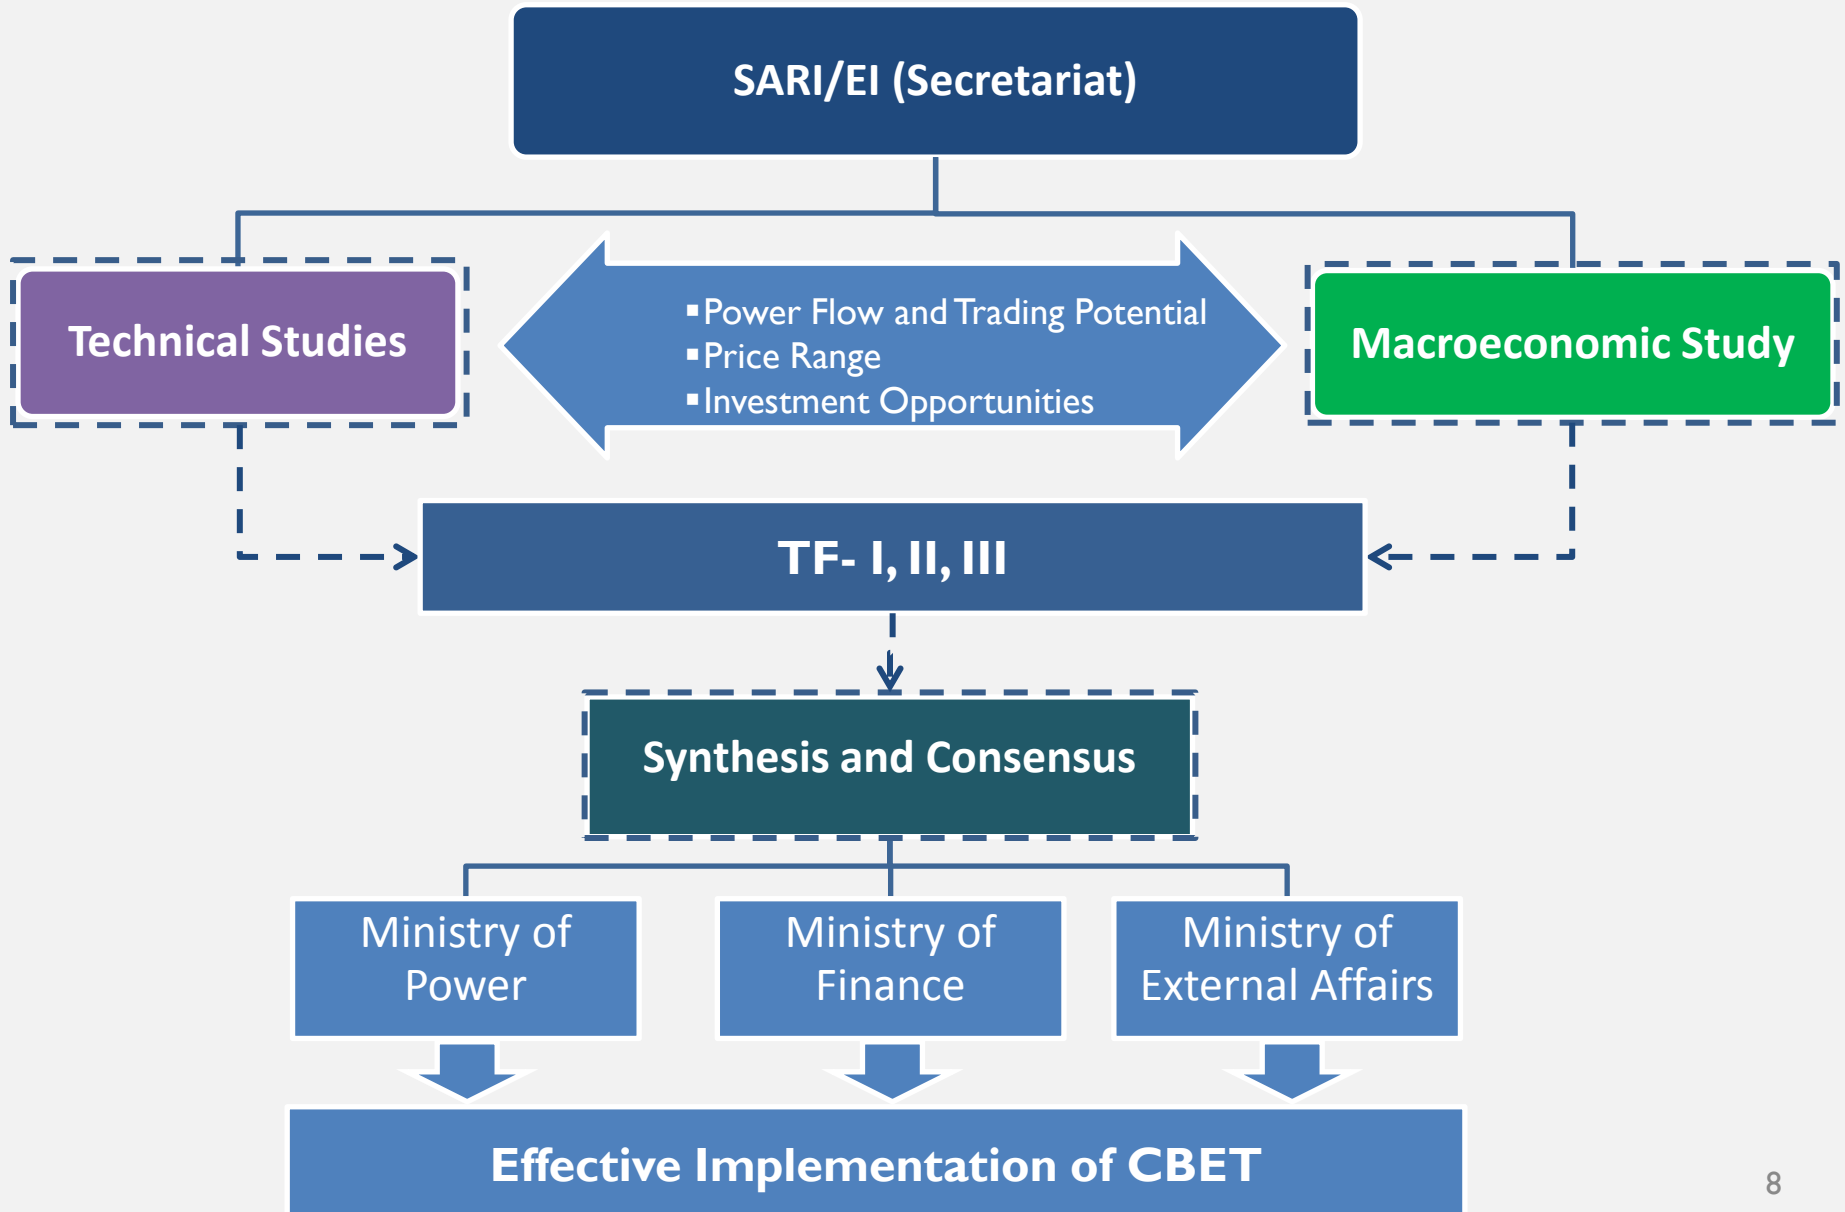 SARI/EI (Secretariat)
Technical Studies
▪Power Flow and Trading Potential
▪Price Range
▪Investment Opportunities
Macroeconomic Study
TF- I, II, III
Synthesis and Consensus
Ministry of
Power
Ministry of
Finance
Ministry of
External Affairs
Effective Implementation of CBET
8